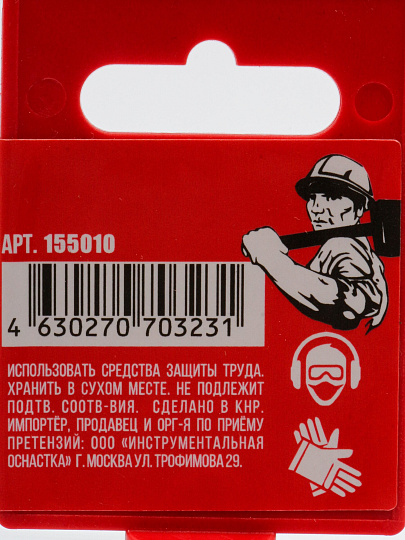 АРТ. 155010
4 630270 703231
ИСПОЛЬЗОВАТЬ СРЕДСТВА ЗАЩИТЫ ТРУДА.
ХРАНИТЬ В СУХОМ МЕСТЕ. НЕ ПОДЛЕЖИТ
ПОДТВ. СООТВ-ВИЯ. СДЕЛАНО В КНР.
ИМПОРТЁР, ПРОДАВЕЦ И ОРГ-Я ПО ПРИЁМУ
ПРЕТЕНЗИЙ: ООО «ИНСТРУМЕНТАЛЬНАЯ
ОСНАСТКА» Г. МОСКВА УЛ. ТРОФИМОВА 29.